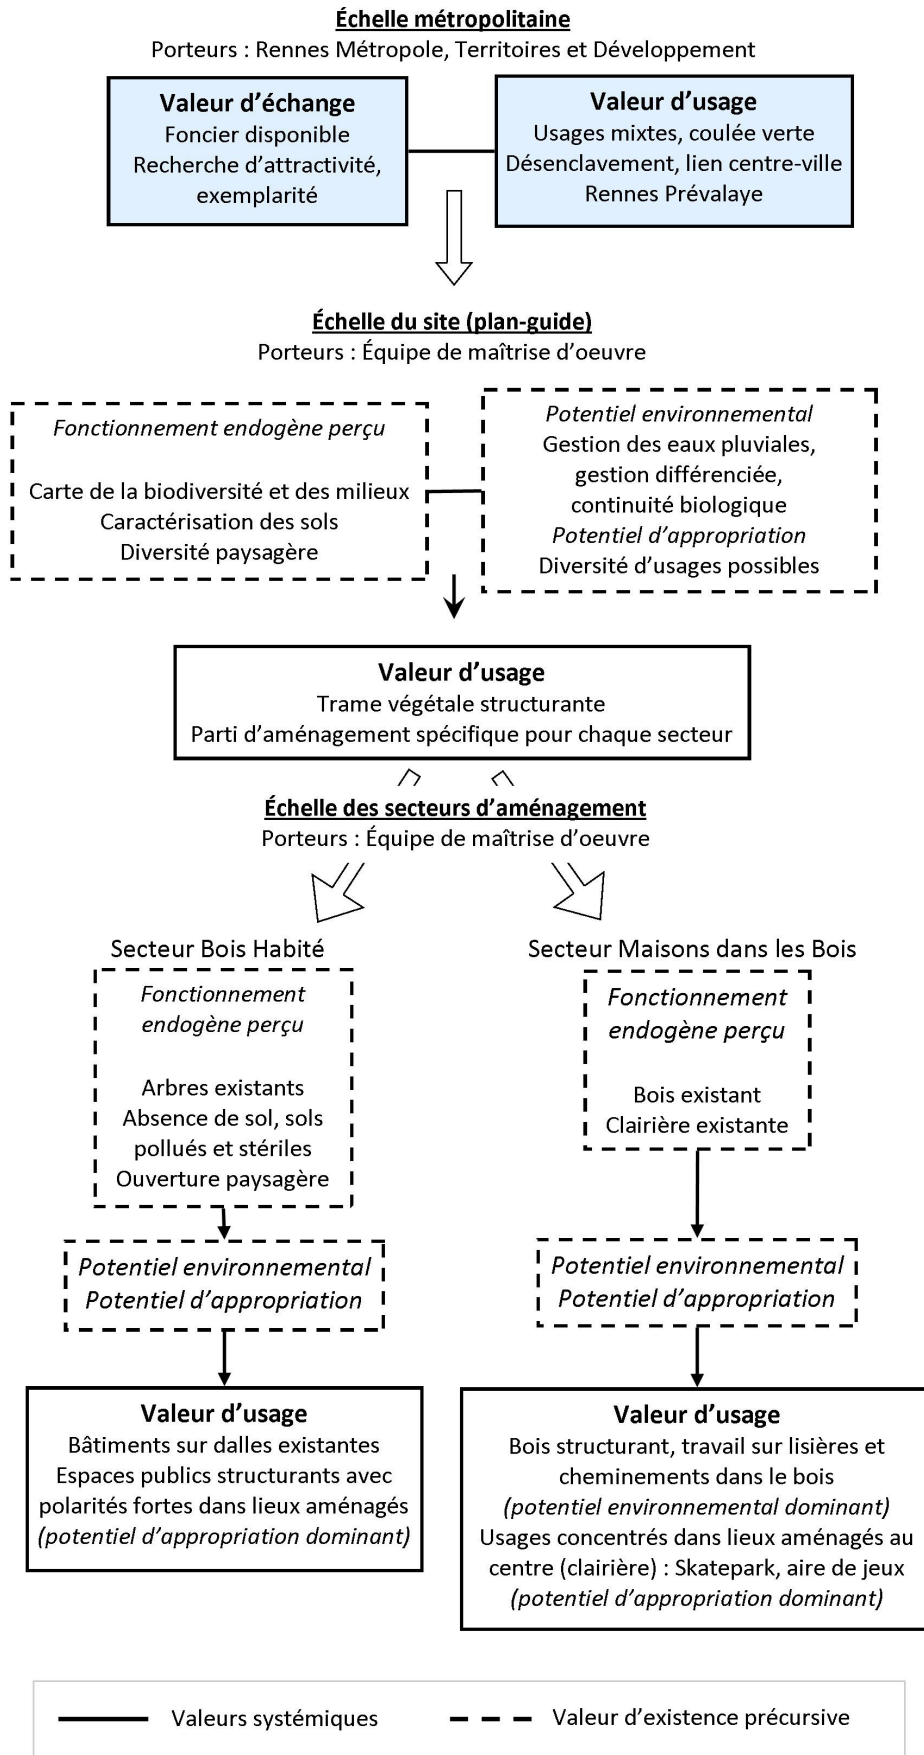 Échelle métropolitaine
Porteurs : Rennes Métropole, Territoires et Développement
Valeur d’échange
Foncier disponible
Recherche d’attractivité,
exemplarité
Valeur d’usage
Usages mixtes, coulée verte
Désenclavement, lien centre-ville
Rennes Prévalaye
Échelle du site (plan-guide)
Porteurs : Équipe de maîtrise d’oeuvre
Fonctionnement endogène perçu
Carte de la biodiversité et des milieux
Caractérisation des sols
Diversité paysagère
Potentiel environnemental
Gestion des eaux pluviales,
gestion différenciée,
continuité biologique
Potentiel d’appropriation
Diversité d’usages possibles
Valeur d’usage
Trame végétale structurante
Parti d’aménagement spécifique pour chaque secteur
Échelle des secteurs d’aménagement
Porteurs : Équipe de maîtrise d’oeuvre
Secteur Bois Habité
Fonctionnement
endogène perçu
Arbres existants
Absence de sol, sols
pollués et stériles
Ouverture paysagère
Potentiel environnemental
Potentiel d’appropriation
Valeur d’usage
Bâtiments sur dalles existantes
Espaces publics structurants avec
polarités fortes dans lieux aménagés
(potentiel d’appropriation dominant)
Secteur Maisons dans les Bois
Fonctionnement
endogène perçu
Bois existant
Clairière existante
Potentiel environnemental
Potentiel d’appropriation
Valeur d’usage
Bois structurant, travail sur lisières et
cheminements dans le bois
(potentiel environnemental dominant)
Usages concentrés dans lieux aménagés au
centre (clairière) : Skatepark, aire de jeux
(potentiel d’appropriation dominant)
Valeurs systémiques
Valeur d’existence précursive